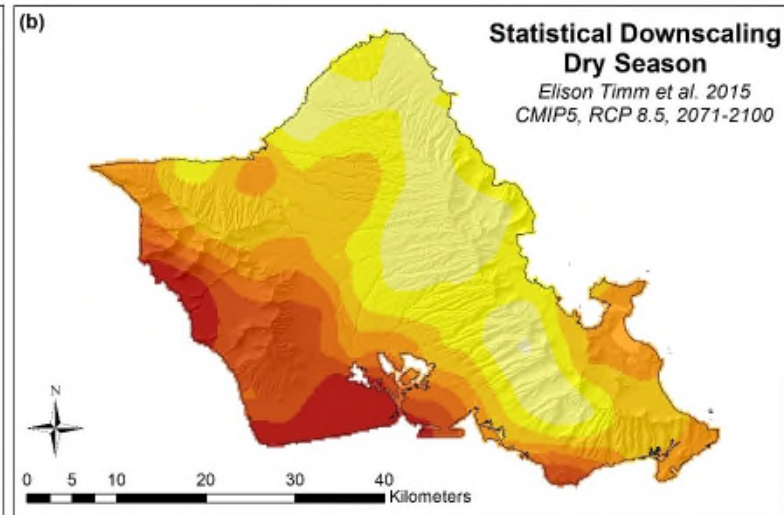 (b)
Statistical Downscaling
Dry Season
Elison Timm et al. 2015
CMIP5, RCP 8.5, 2071-2100
N
0 5 10 20 30 40
Kilometers